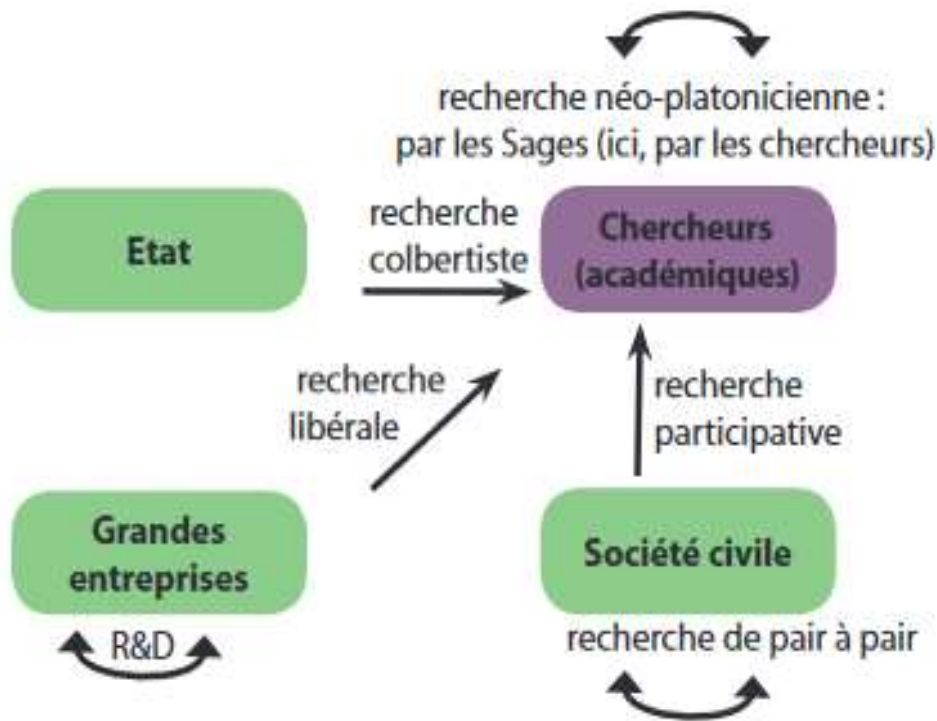 recherche néo-platonicienne :
par les Sages (ici, par les chercheurs)
Etat
recherche
colbertiste
Chercheurs
(académiques)
recherche
libérale
recherche
participative
Grandes
entreprises
Société civile
R&D
recherche de pair à pair